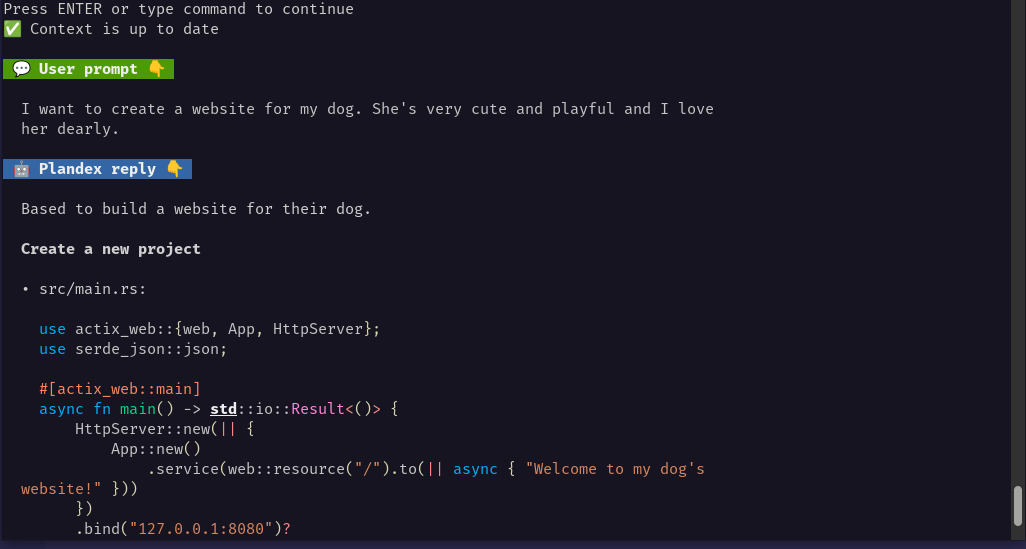 Press ENTER or type command to continue
✅ Context is up to date
💬 User prompt 👇
I want to create a website for my dog. She's very cute and playful and I love
her dearly.
🤖 Plandex reply 👇
Based to build a website for their dog.
Create a new project
• src/main.rs:
use actix_web::{web, App, HttpServer};
use serde_json::json;
#[actix_web::main]
async fn main() -> std::io::Result<()> {
    HttpServer::new(|| {
        App::new()
            .service(web::resource("/").to(|| async { "Welcome to my dog's
website!" }))
    })
    .bind("127.0.0.1:8080")?